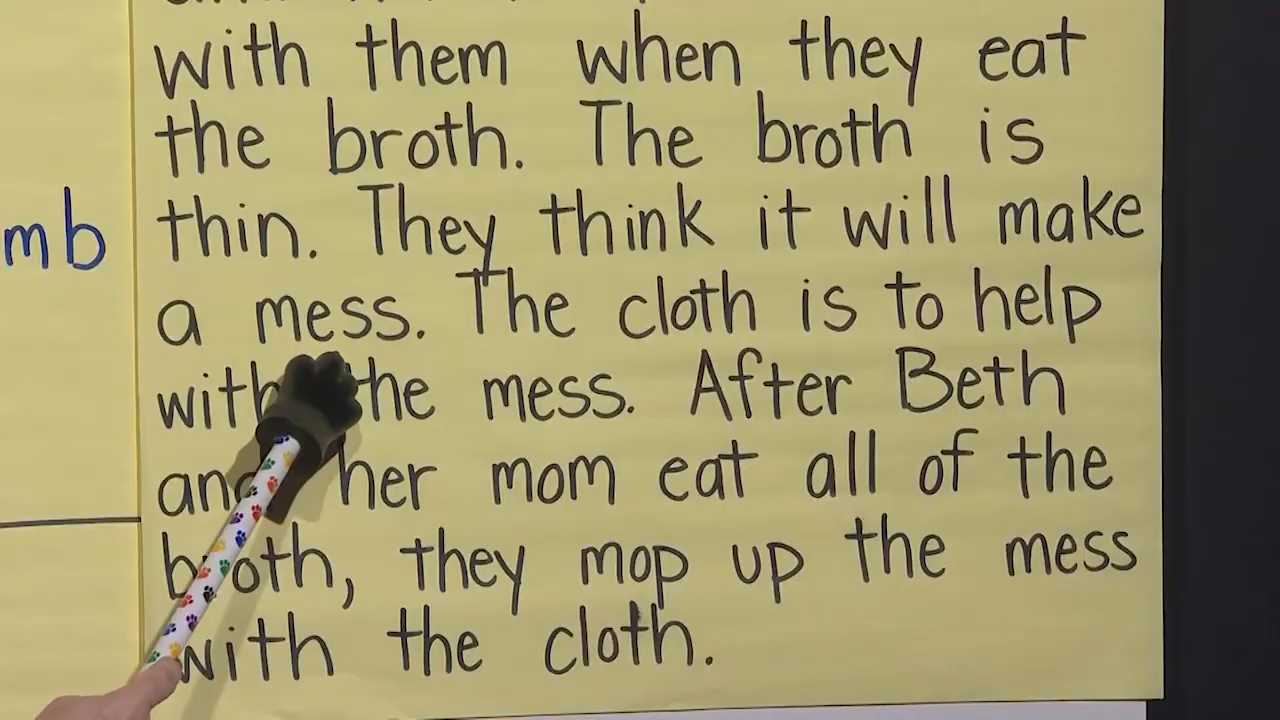 with them when they eat
the broth. The broth is
mb
thin. They think it will make
a mess. The cloth is to help
with the mess. After Beth
and her mom eat all of the
broth, they mop up the mess
with the cloth.